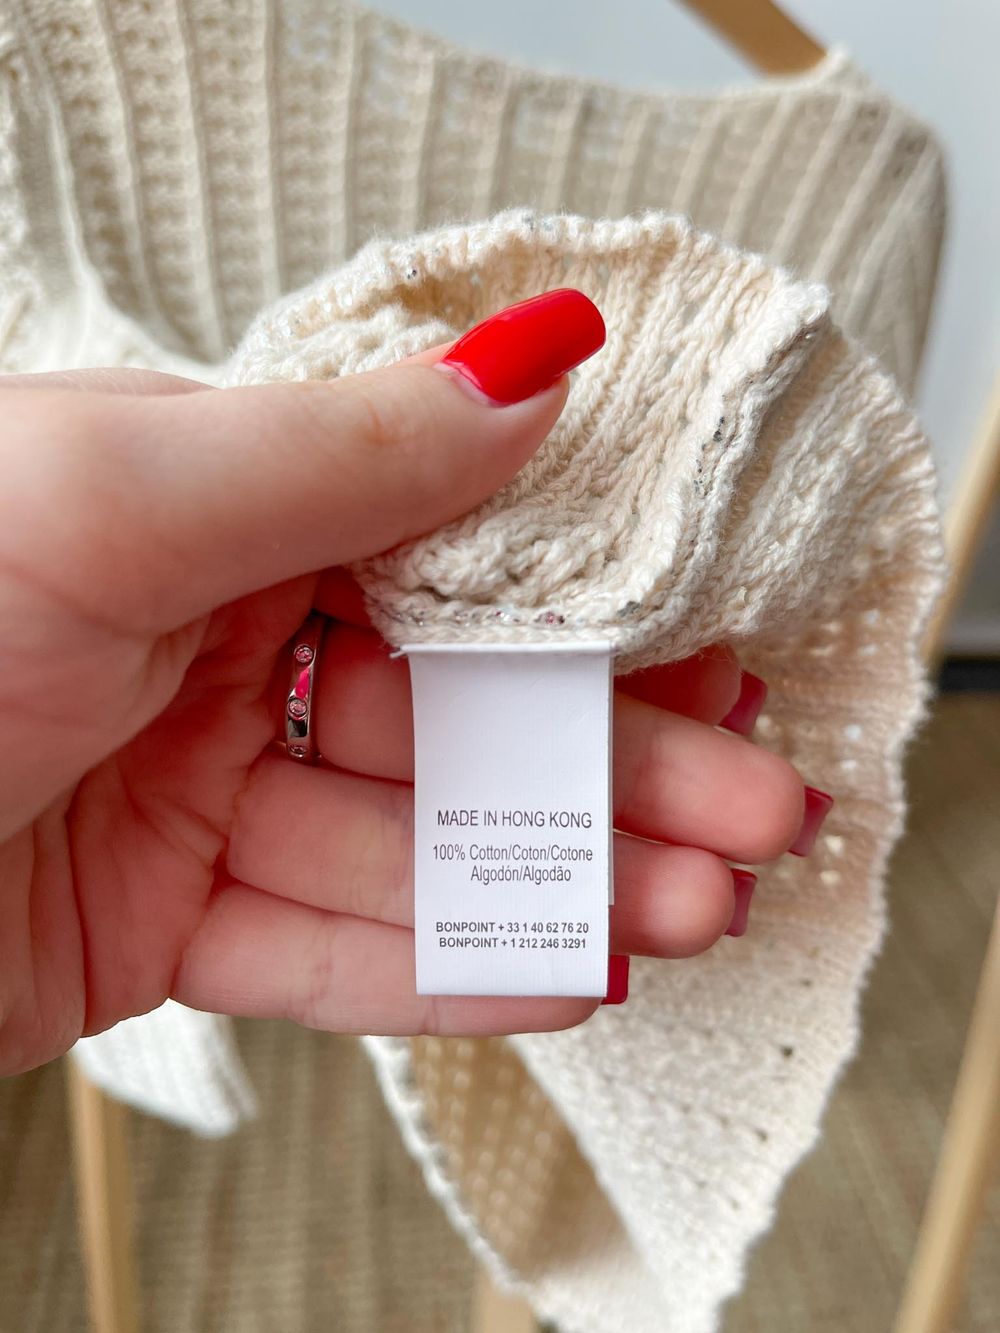 MADE IN HONG KONG
100% Cotton/Coton/Cotone
Algodón/Algodão
BONPOINT + 33 1 40 62 76 20
BONPOINT + 1 212 246 3291